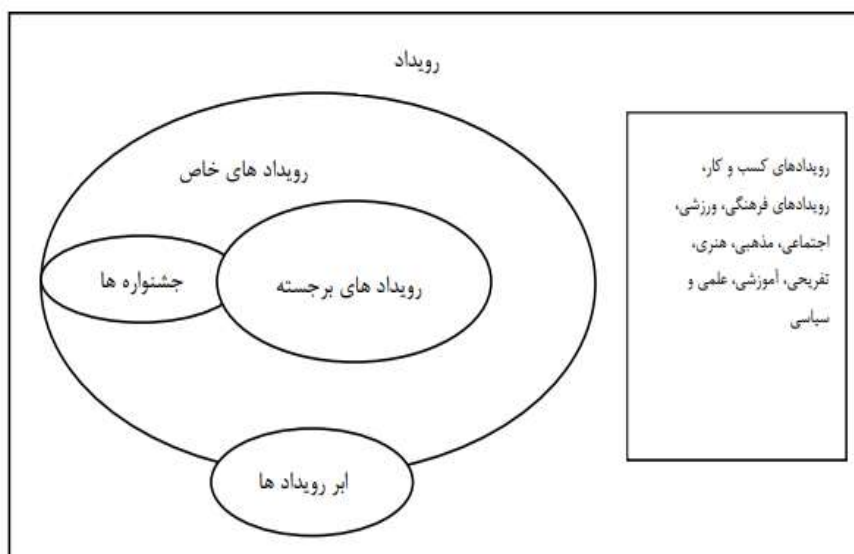 رویداد
رویداد های خاص
جشنواره ها
رویداد های برجسته
ابر رویداد ها
رویدادهای کسب و کار،
رویدادهای فرهنگی، ورزشی،
اجتماعی، مذهبی، هنری،
تفریحی، آموزشی، علمی و
سیاسی